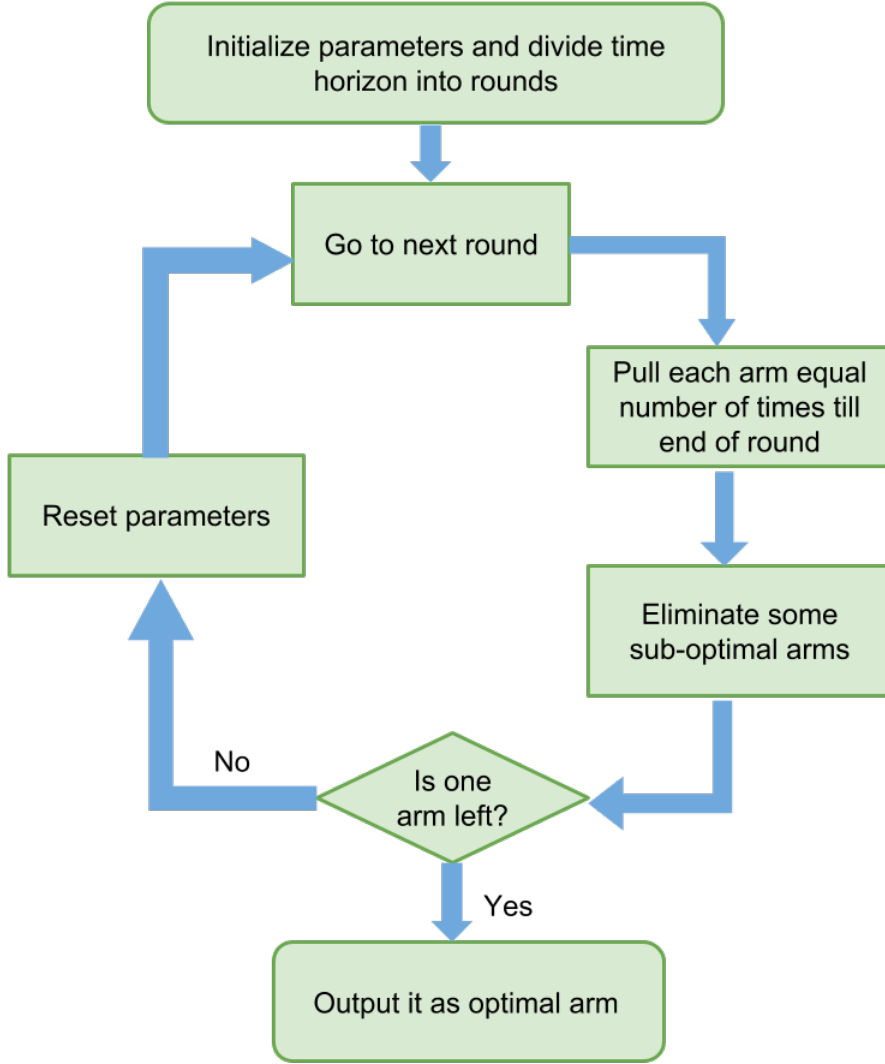 Initialize parameters and divide time
horizon into rounds
Go to next round
Pull each arm equal
number of times till
end of round
Reset parameters
Eliminate some
sub-optimal arms
No
Is one
arm left?
Yes
Output it as optimal arm